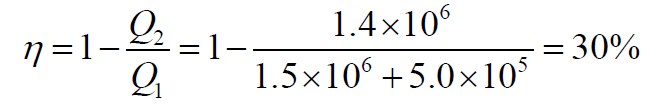 η = 1 − Q₂/Q₁ = 1 − (1.4×10⁶)/(1.5×10⁶ + 5.0×10⁵) = 30%